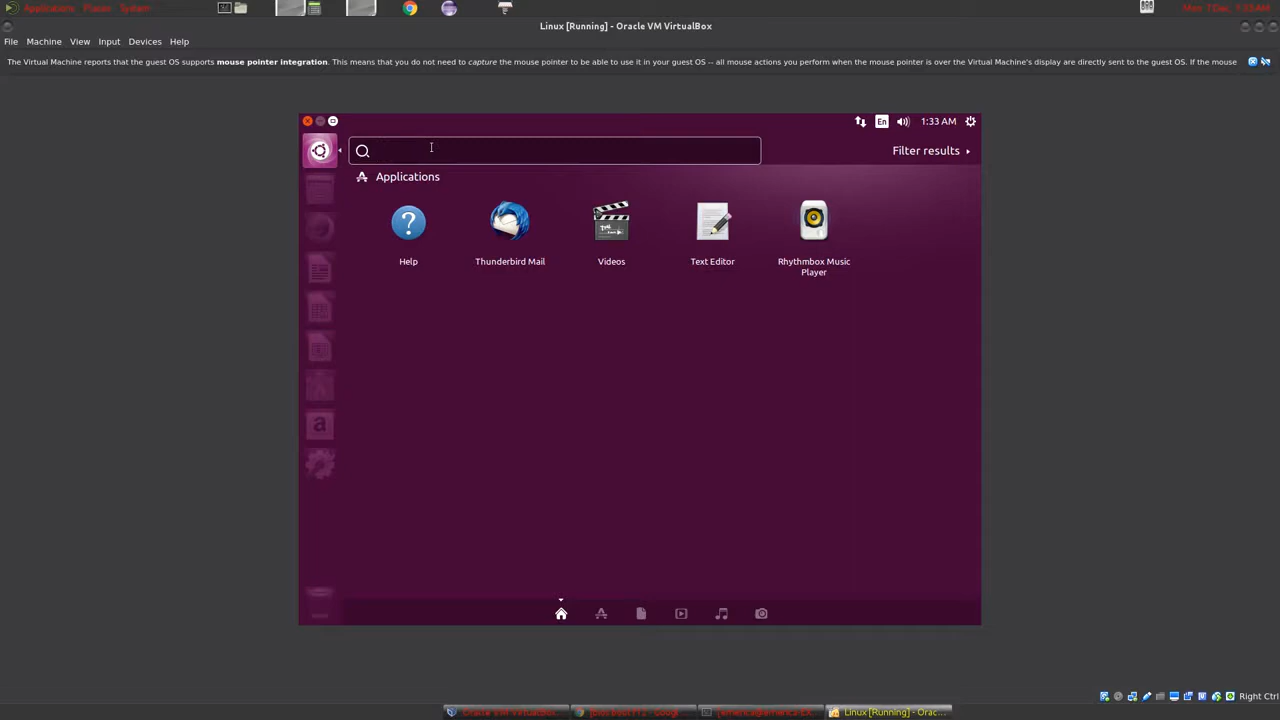 Applications Places System
Linux [Running] - Oracle VM VirtualBox
File Machine View Input Devices Help
The Virtual Machine reports that the guest OS supports mouse pointer integration. This means that you do not need to capture the mouse pointer to be able to use it in your guest OS -- all mouse actions you perform when the mouse pointer is over the Virtual Machine's display are directly sent to the guest OS. If the mouse
En 1:33 AM
Filter results
Applications
Help
Thunderbird Mail
Videos
Text Editor
Rhythmbox Music
Player
a
Right Ctrl
Linux [Running] - Orac...